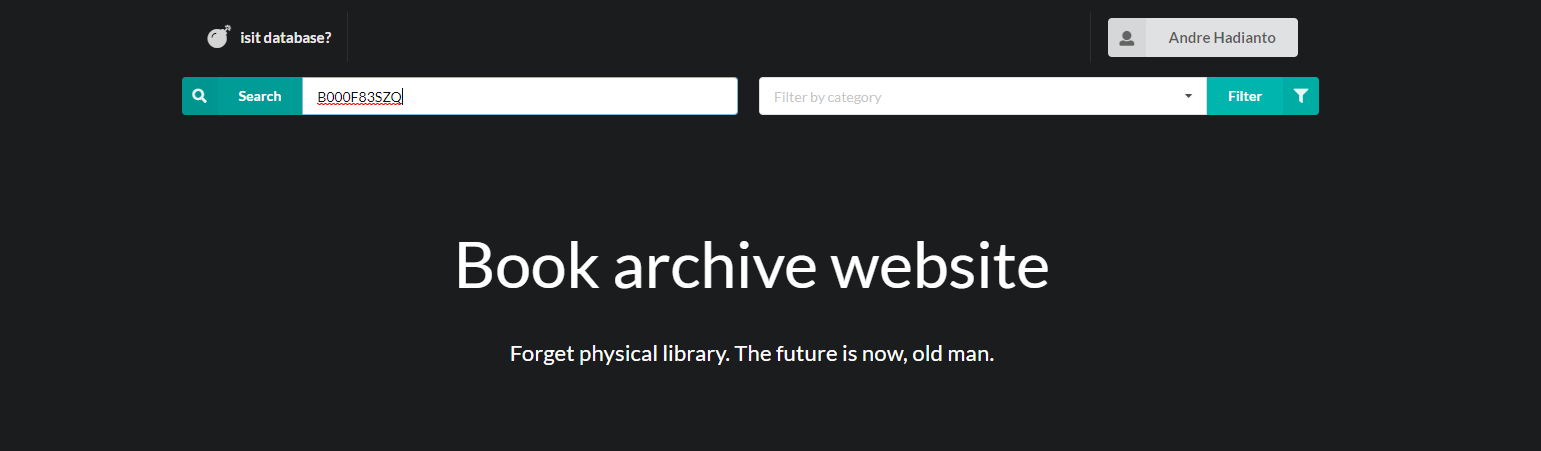 isit database?
Andre Hadianto
Search
B000F83SZQ
Filter by category
Filter
Book archive website
Forget physical library. The future is now, old man.